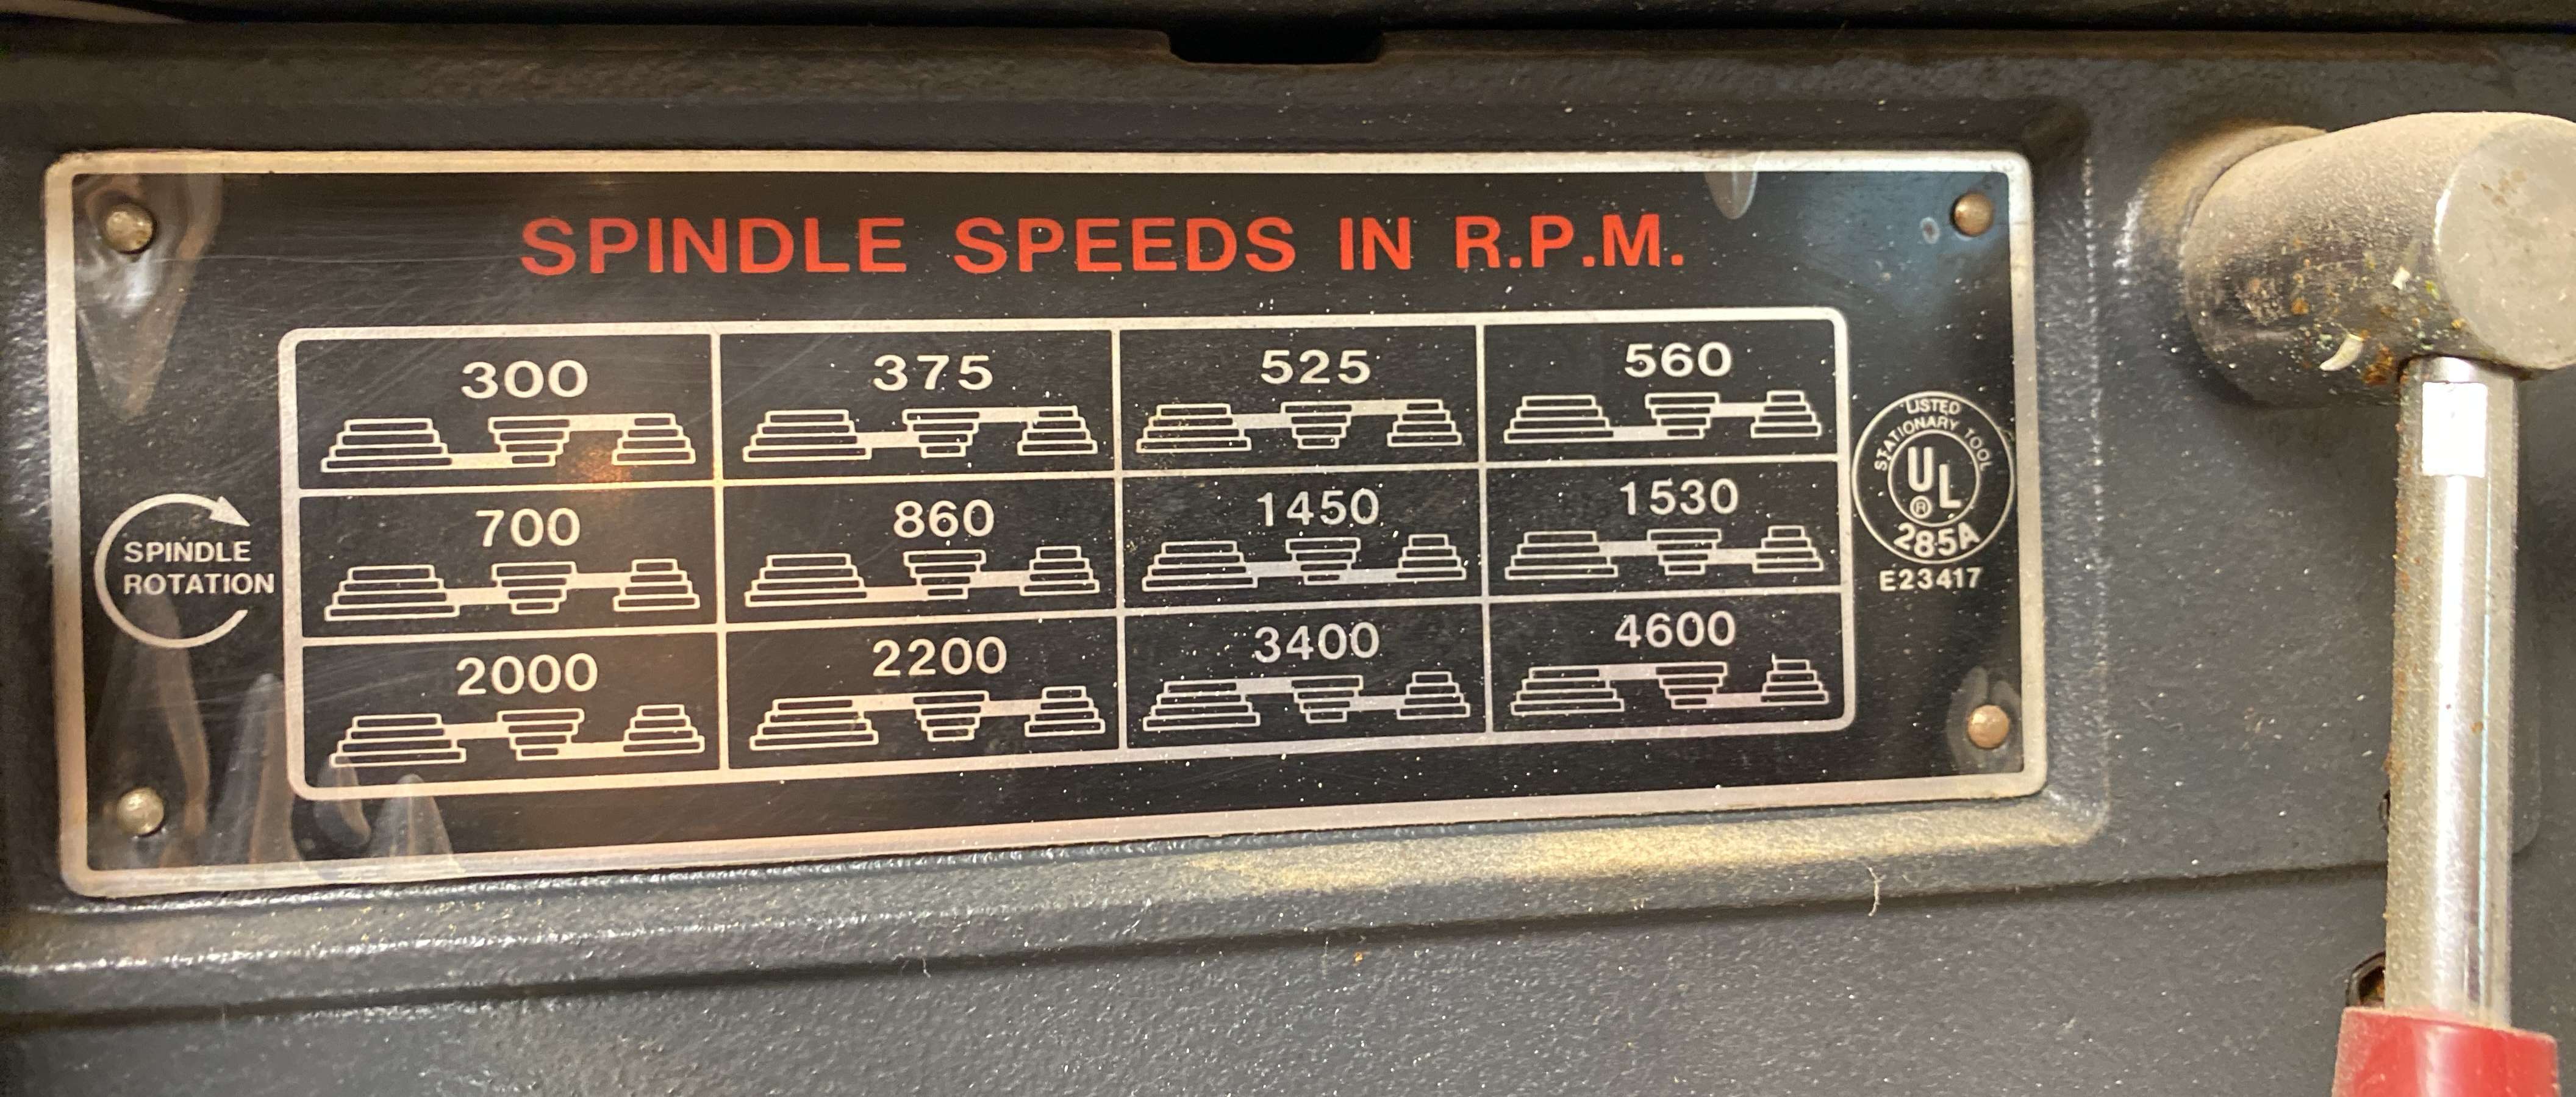 SPINDLE SPEEDS IN R.P.M.
300 375 525 560
700 860 1450 1530
2000 2200 3400 4600
SPINDLE
ROTATION
LISTED
STATIONARY TOOL
UL
®
285A
E23417